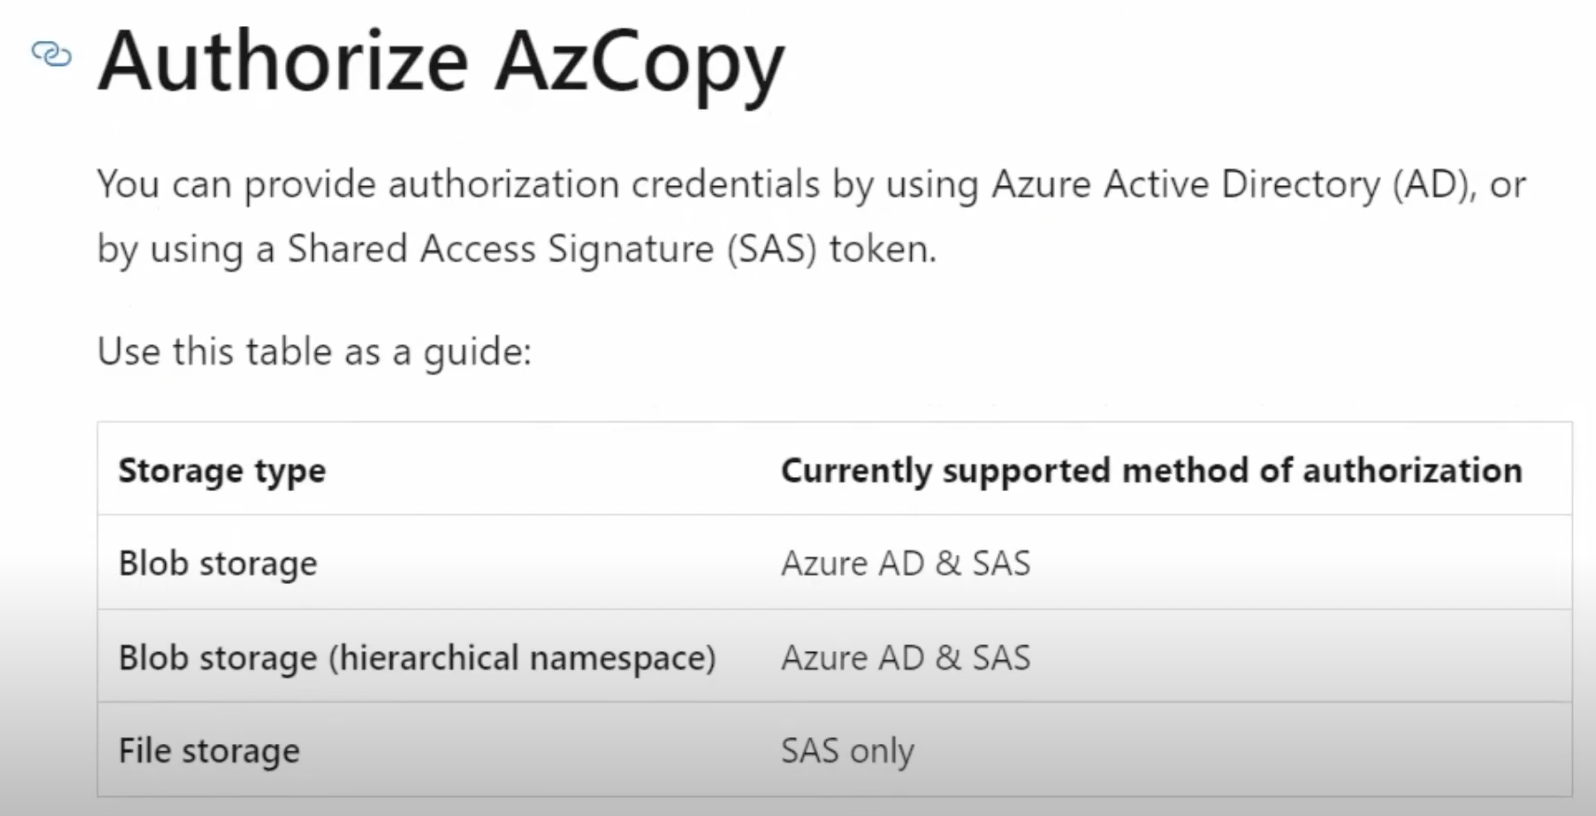 Authorize AzCopy
You can provide authorization credentials by using Azure Active Directory (AD), or
by using a Shared Access Signature (SAS) token.
Use this table as a guide:
Storage type Currently supported method of authorization
Blob storage Azure AD & SAS
Blob storage (hierarchical namespace) Azure AD & SAS
File storage SAS only